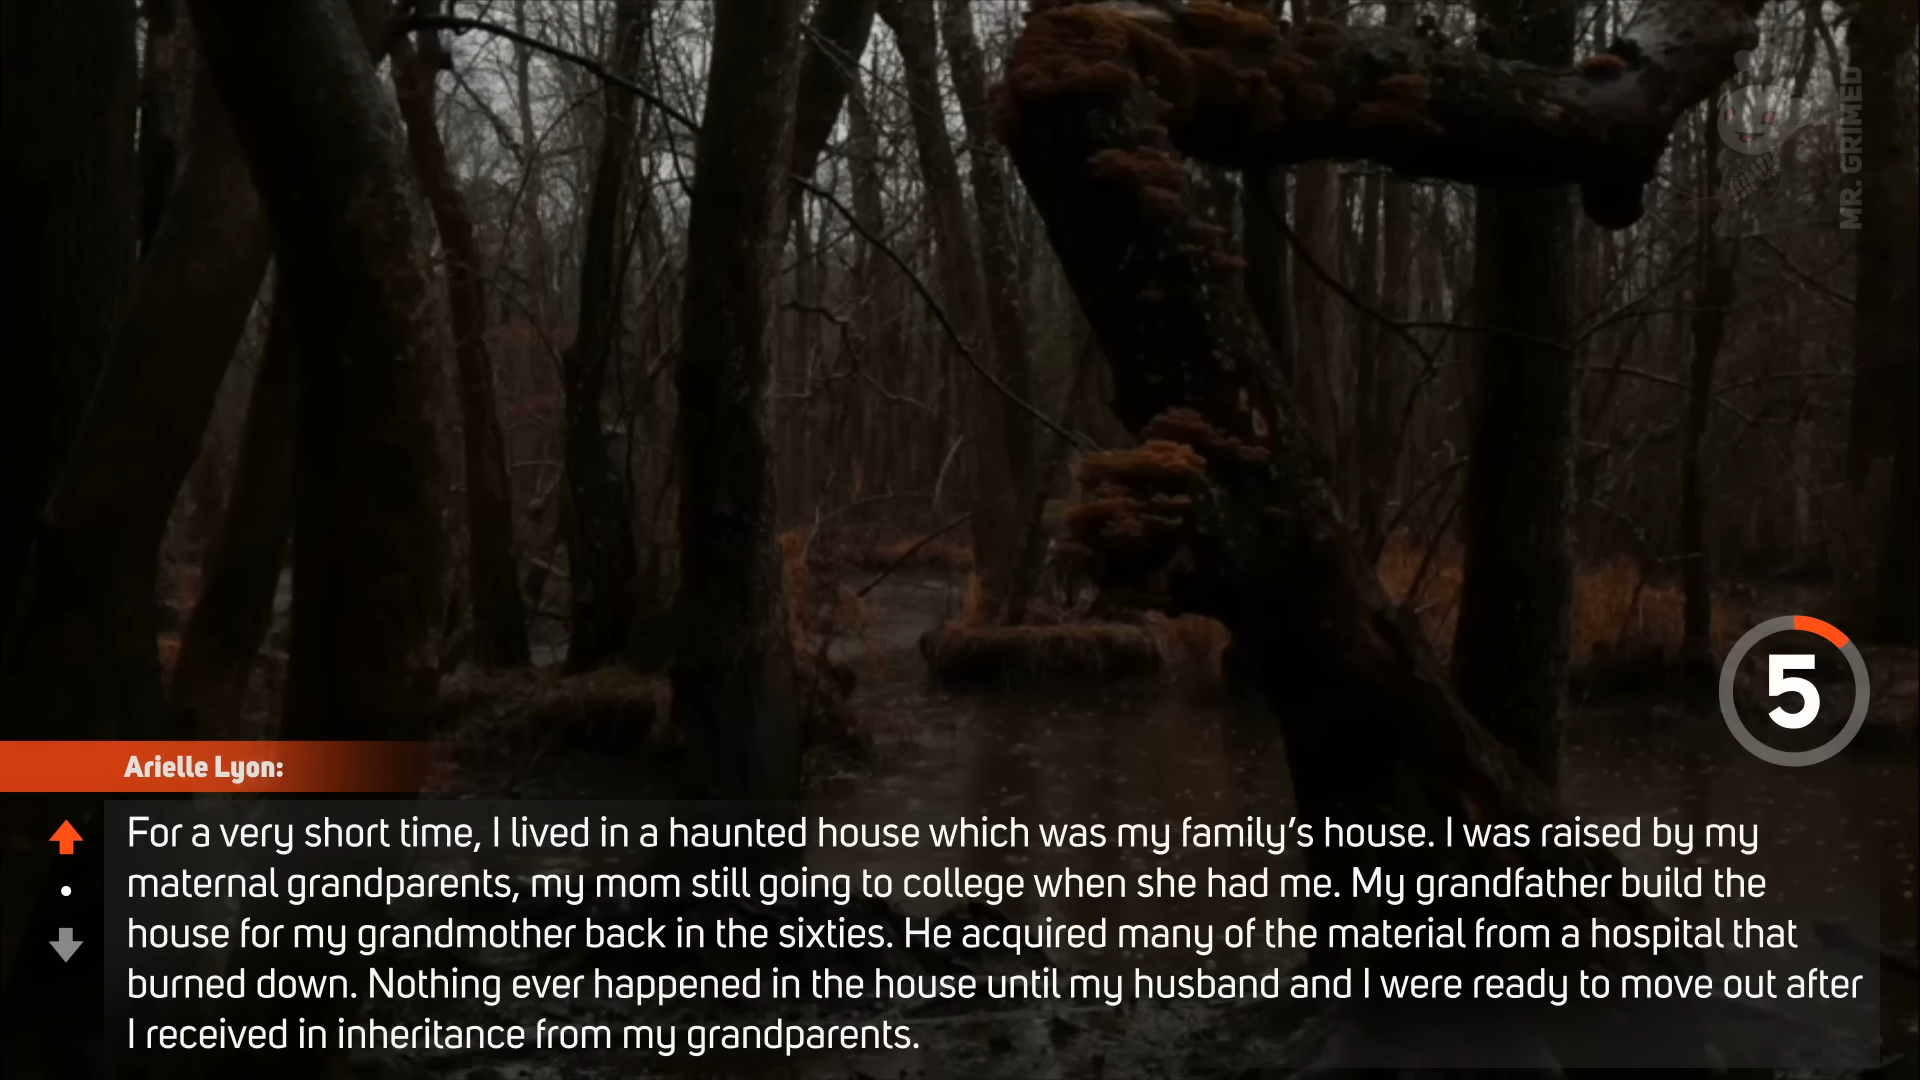 MR. GRIMED
5
Arielle Lyon:
For a very short time, I lived in a haunted house which was my family’s house. I was raised by my
maternal grandparents, my mom still going to college when she had me. My grandfather build the
house for my grandmother back in the sixties. He acquired many of the material from a hospital that
burned down. Nothing ever happened in the house until my husband and I were ready to move out after
I received in inheritance from my grandparents.